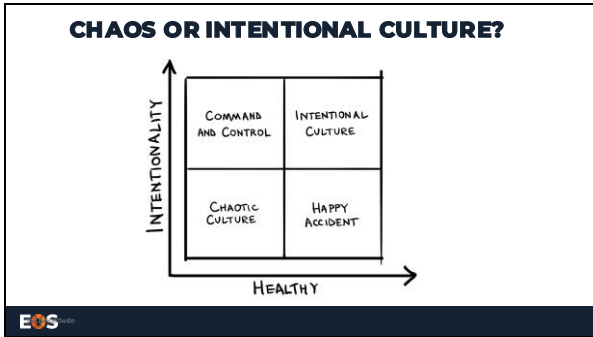 CHAOS OR INTENTIONAL CULTURE?
INTENTIONALITY
COMMAND
AND CONTROL
INTENTIONAL
CULTURE
CHAOTIC
CULTURE
HAPPY
ACCIDENT
HEALTHY
EOS